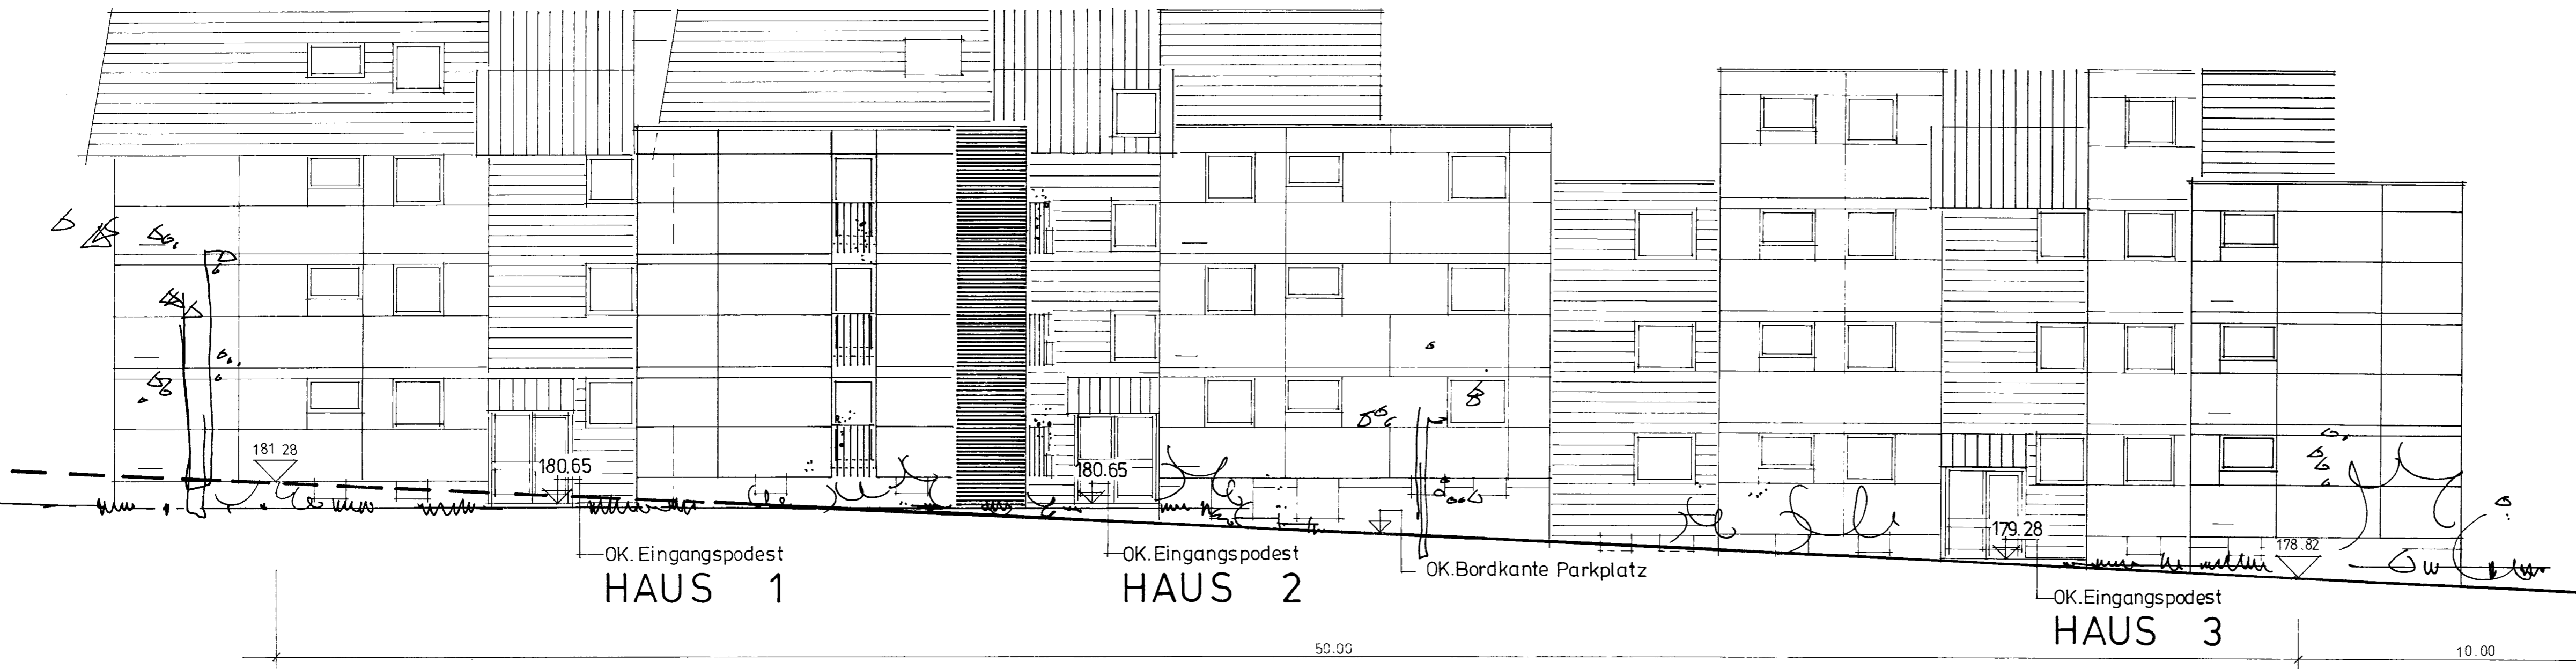 181 28
180.65
180.65
179.28
178.82
OK. Eingangspodest
HAUS 1
OK. Eingangspodest
HAUS 2
OK.Bordkante Parkplatz
OK.Eingangspodest
HAUS 3
50.00
10.00